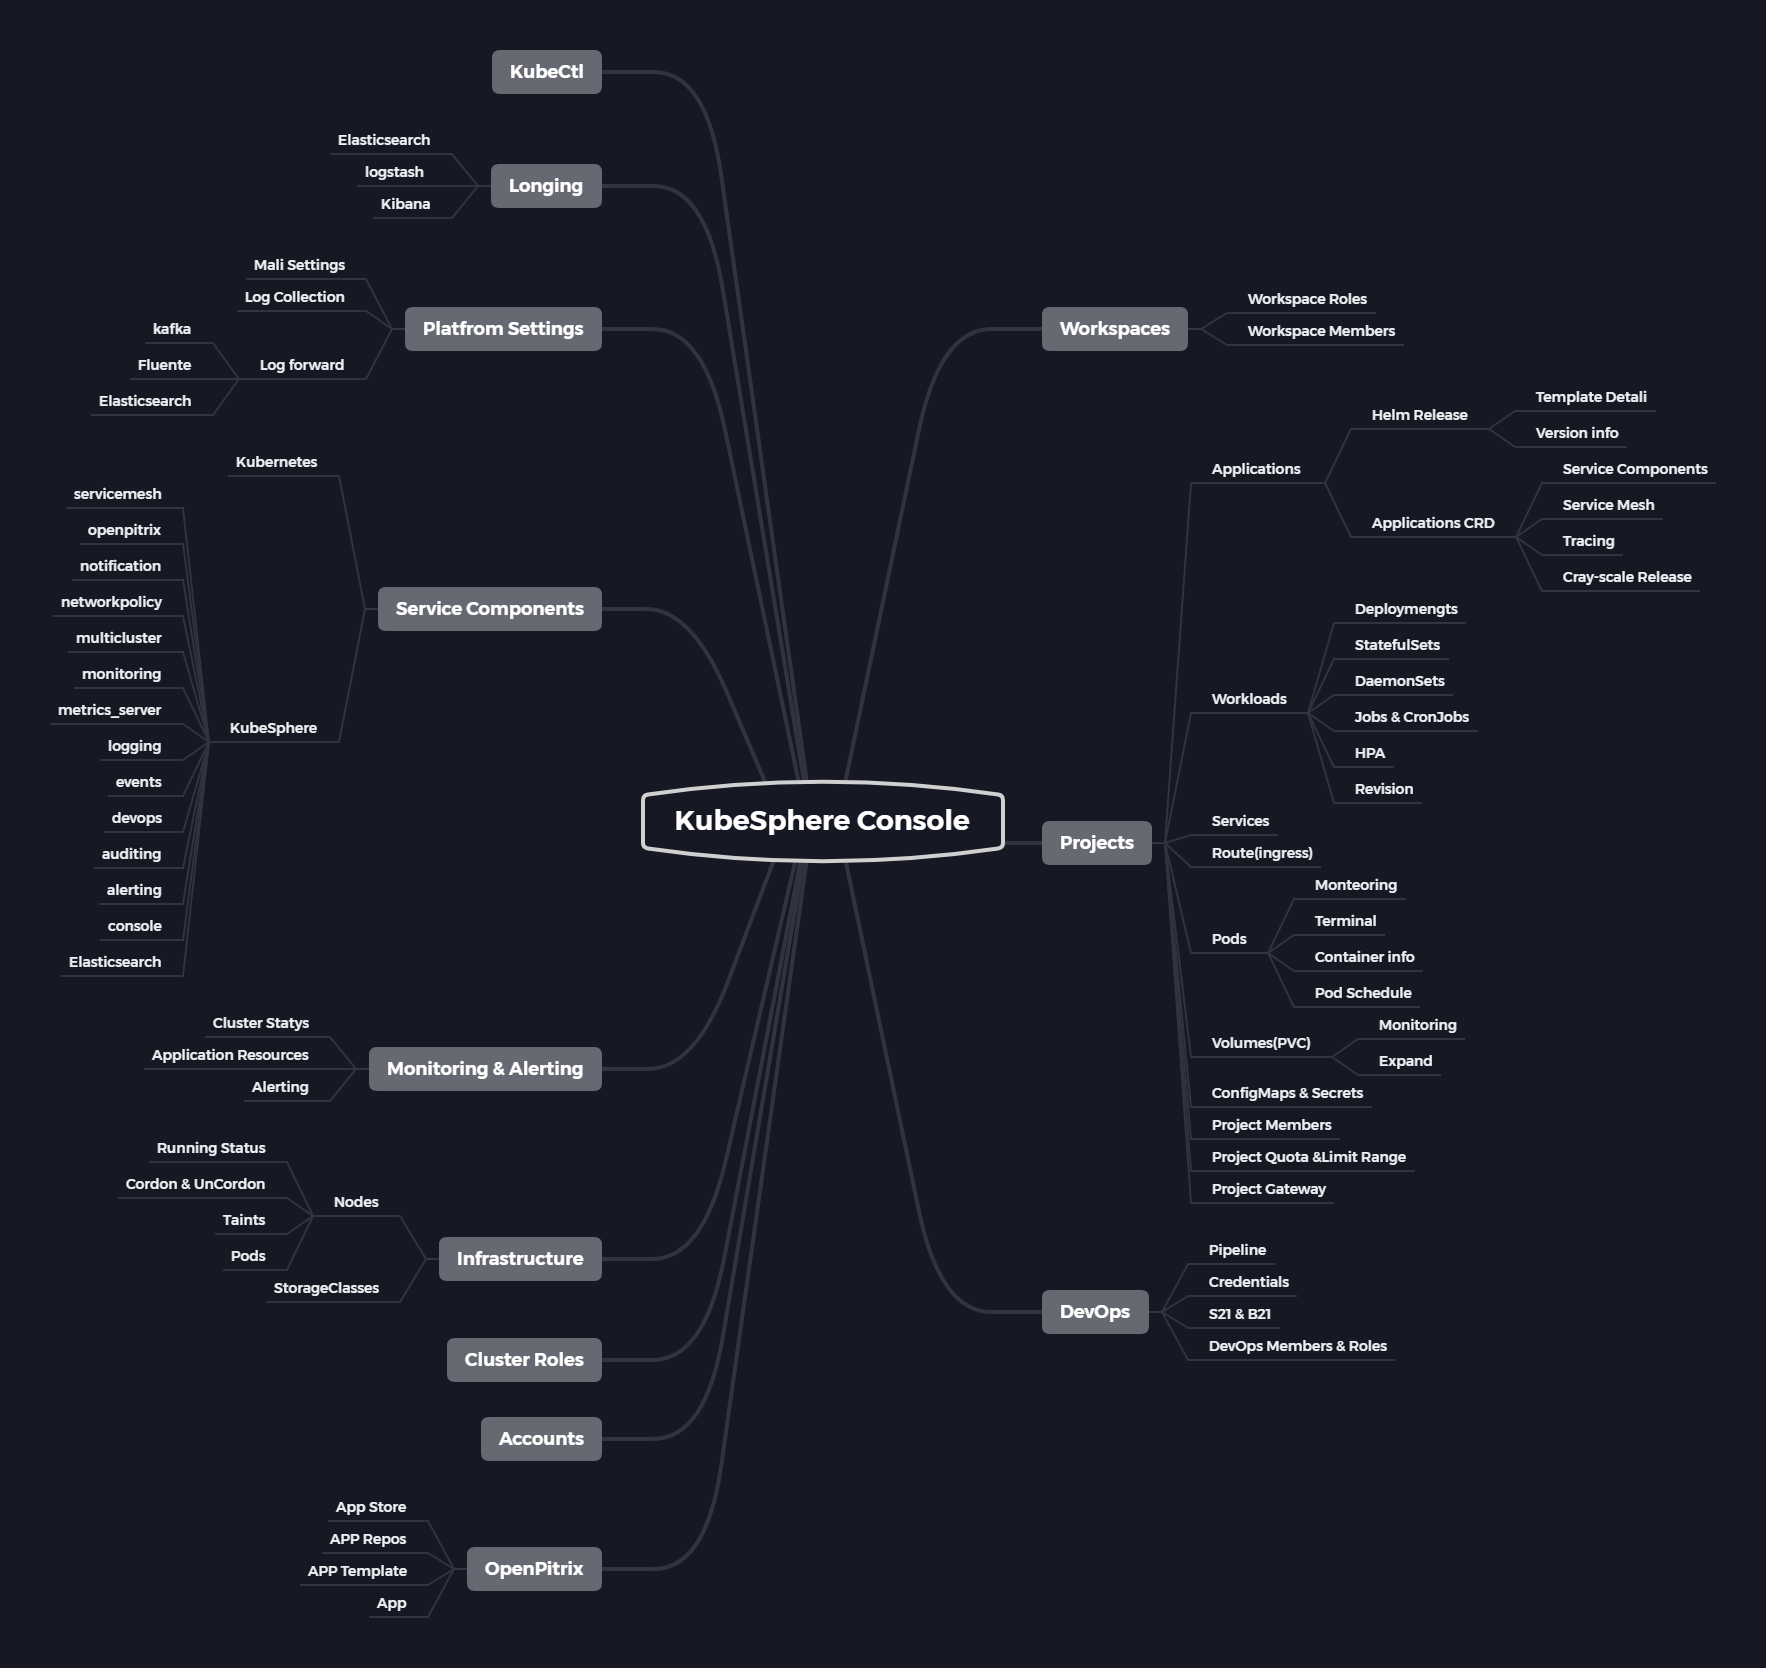 KubeCtl
Elasticsearch
logstash
Kibana
Longing
Mali Settings
Log Collection
kafka
Fluente
Elasticsearch
Log forward
Platfrom Settings
Kubernetes
servicemesh
openpitrix
notification
networkpolicy
multicluster
monitoring
metrics_server
logging
events
devops
auditing
alerting
console
Elasticsearch
KubeSphere
Service Components
Cluster Statys
Application Resources
Alerting
Monitoring & Alerting
Running Status
Cordon & UnCordon
Taints
Pods
Nodes
StorageClasses
Infrastructure
Cluster Roles
Accounts
App Store
APP Repos
APP Template
App
OpenPitrix
KubeSphere Console
Workspaces
Workspace Roles
Workspace Members
Projects
Applications
Helm Release
Template Detali
Version info
Applications CRD
Service Components
Service Mesh
Tracing
Cray-scale Release
Workloads
Deploymengts
StatefulSets
DaemonSets
Jobs & CronJobs
HPA
Revision
Services
Route(ingress)
Pods
Monteoring
Terminal
Container info
Pod Schedule
Volumes(PVC)
Monitoring
Expand
ConfigMaps & Secrets
Project Members
Project Quota &Limit Range
Project Gateway
DevOps
Pipeline
Credentials
S21 & B21
DevOps Members & Roles